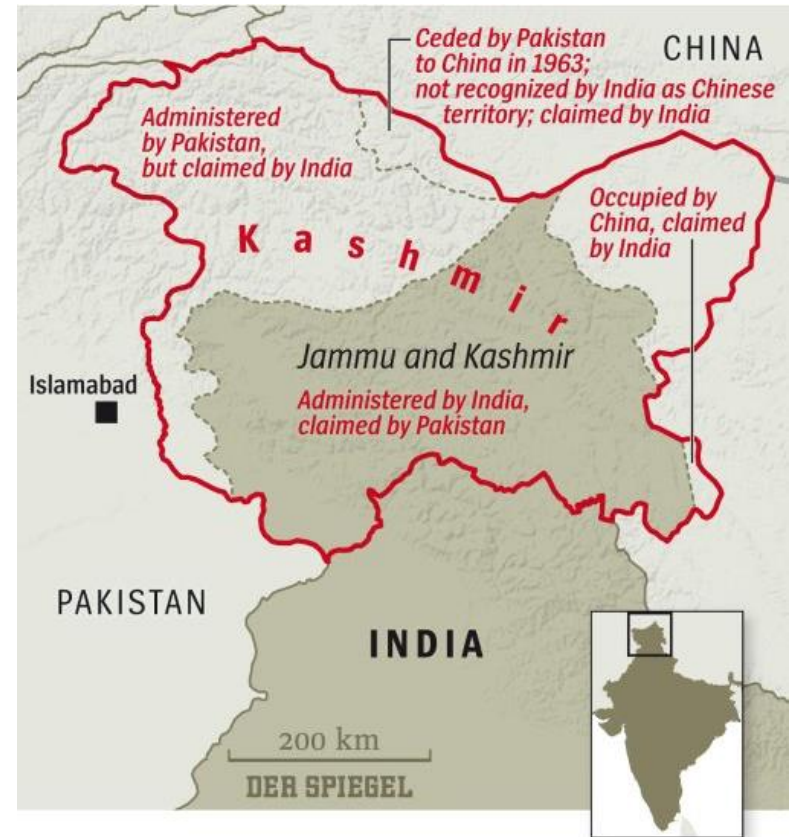 Ceded by Pakistan
to China in 1963;
not recognized by India as Chinese
territory; claimed by India
CHINA
Administered
by Pakistan,
but claimed by India
Occupied by
China, claimed
by India
Kashmir
Jammu and Kashmir
Administered by India,
claimed by Pakistan
Islamabad
PAKISTAN
INDIA
200 km
DER SPIEGEL